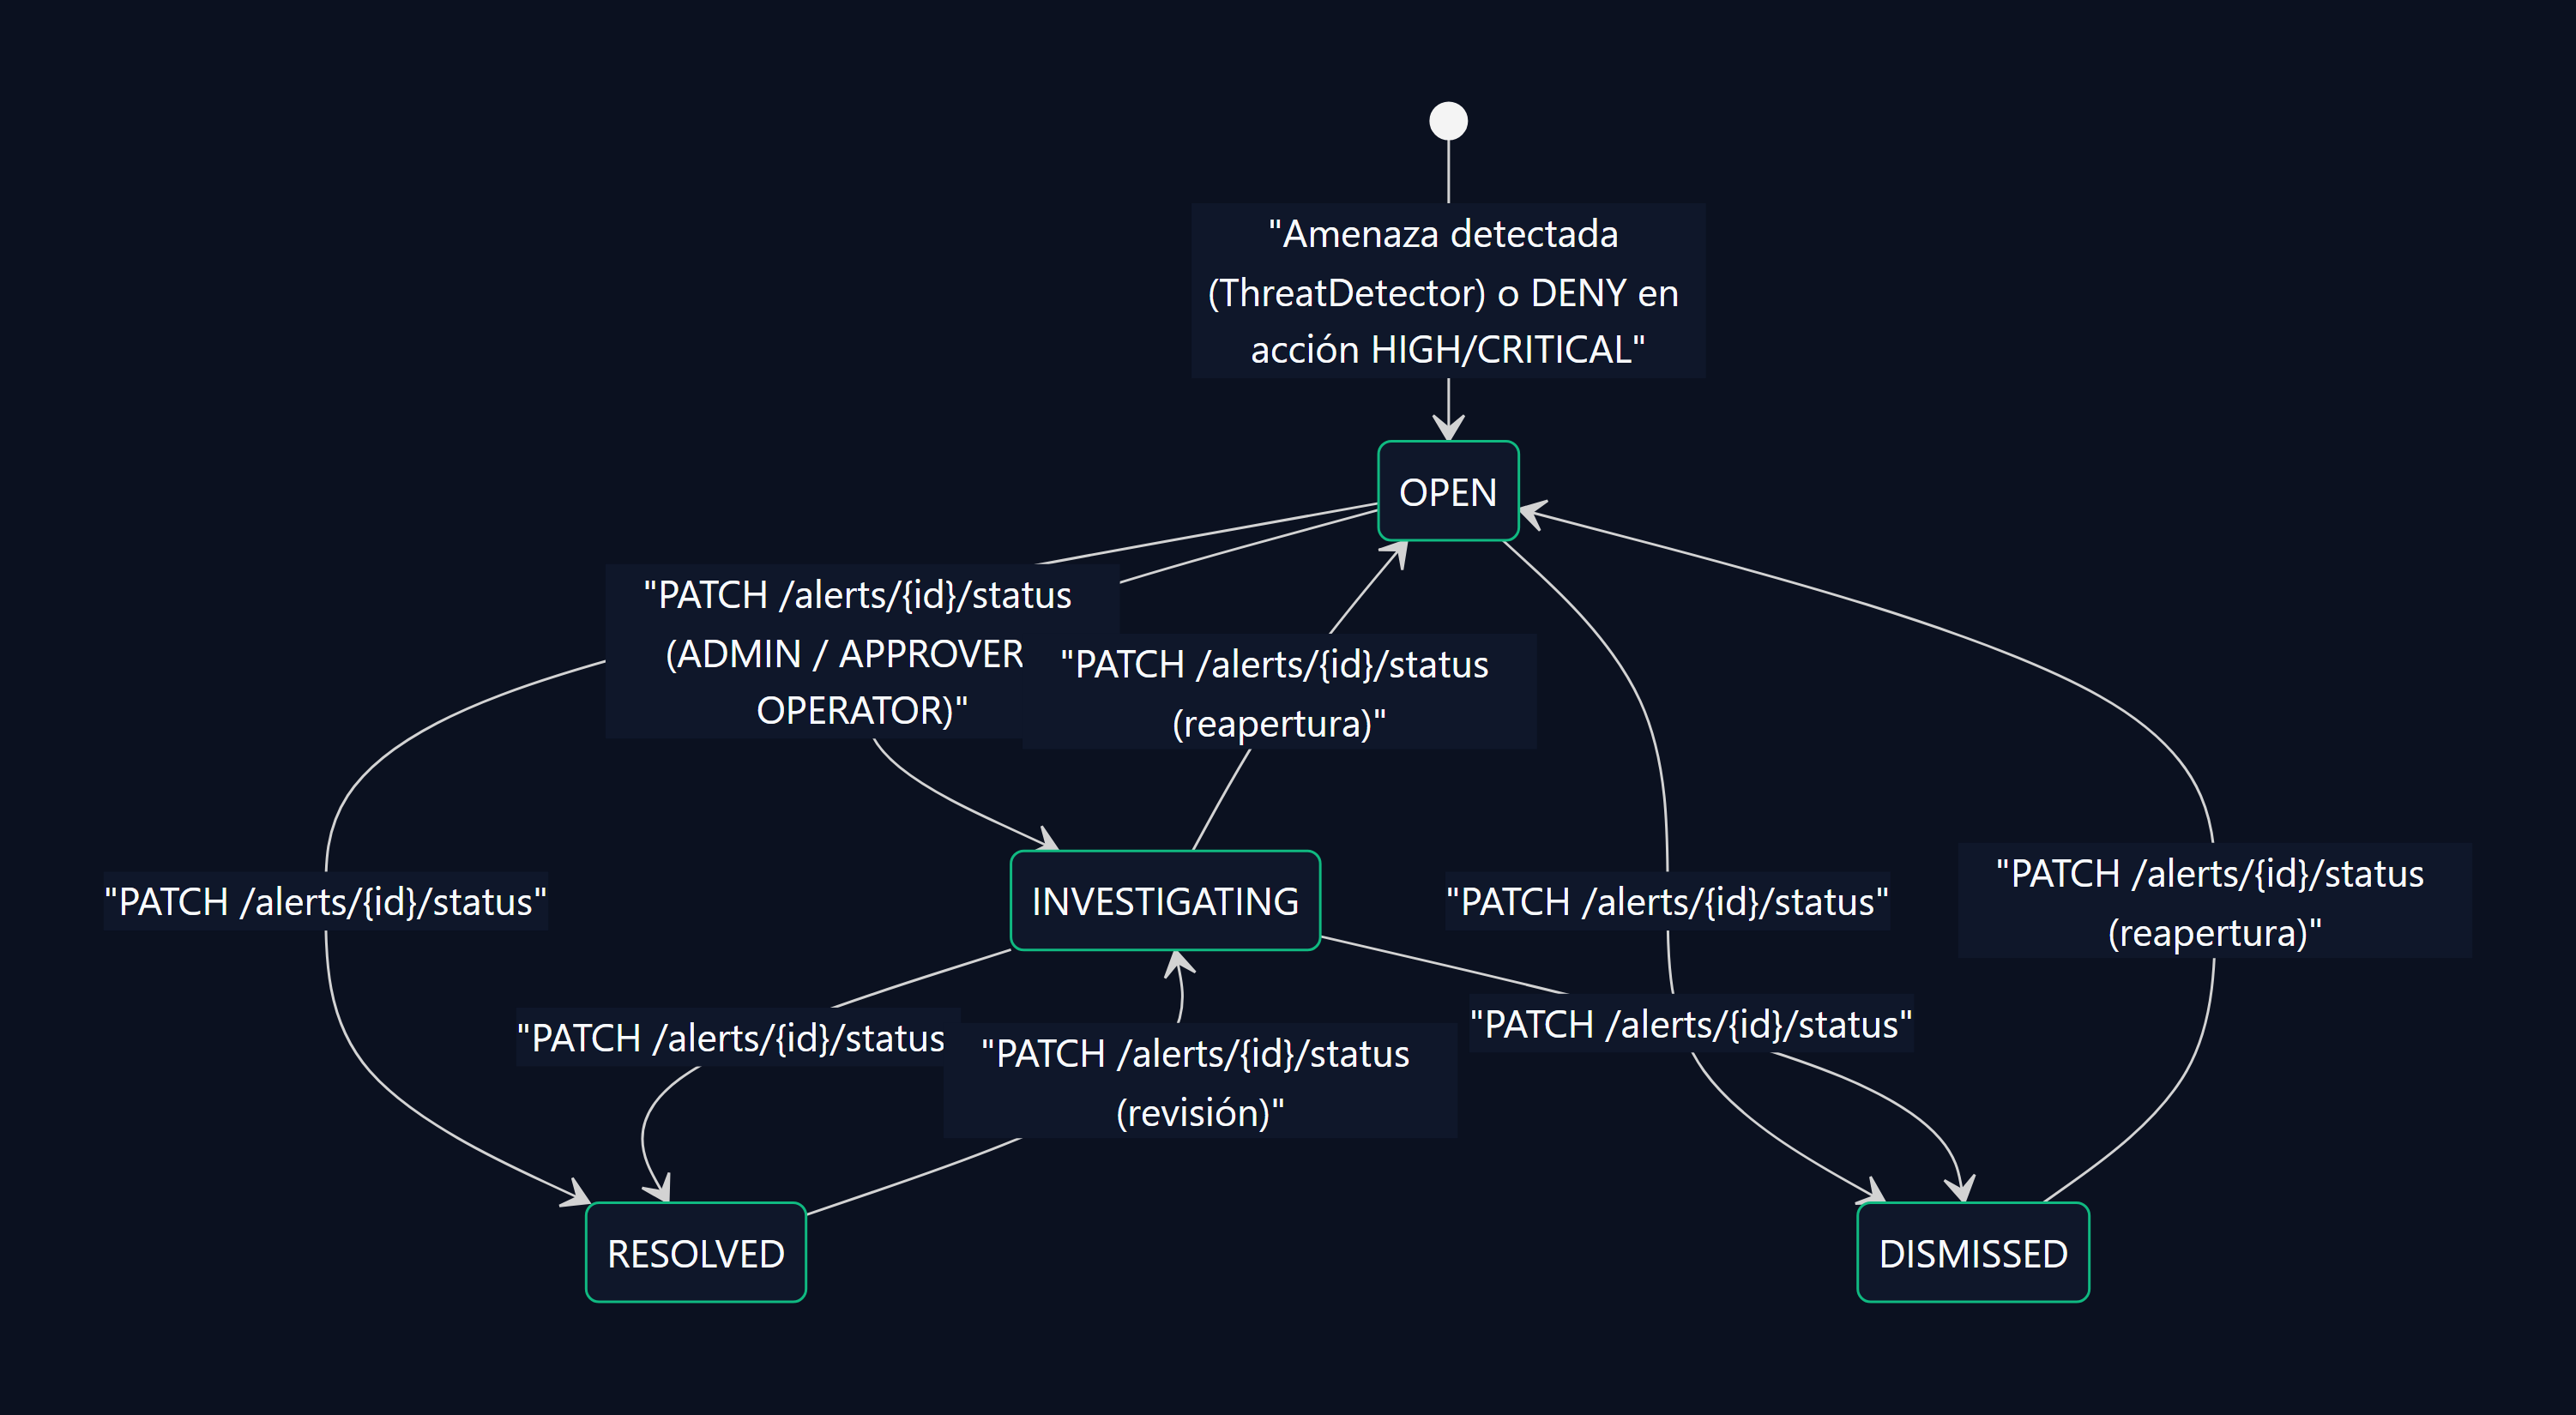 "Amenaza detectada
(ThreatDetector) o DENY en
acción HIGH/CRITICAL"
OPEN
"PATCH /alerts/{id}/status
(ADMIN / APPROVER
OPERATOR)"
"PATCH /alerts/{id}/status
(reapertura)"
"PATCH /alerts/{id}/status"
INVESTIGATING
"PATCH /alerts/{id}/status"
"PATCH /alerts/{id}/status
(reapertura)"
"PATCH /alerts/{id}/status
"PATCH /alerts/{id}/status
(revisión)"
"PATCH /alerts/{id}/status"
RESOLVED
DISMISSED